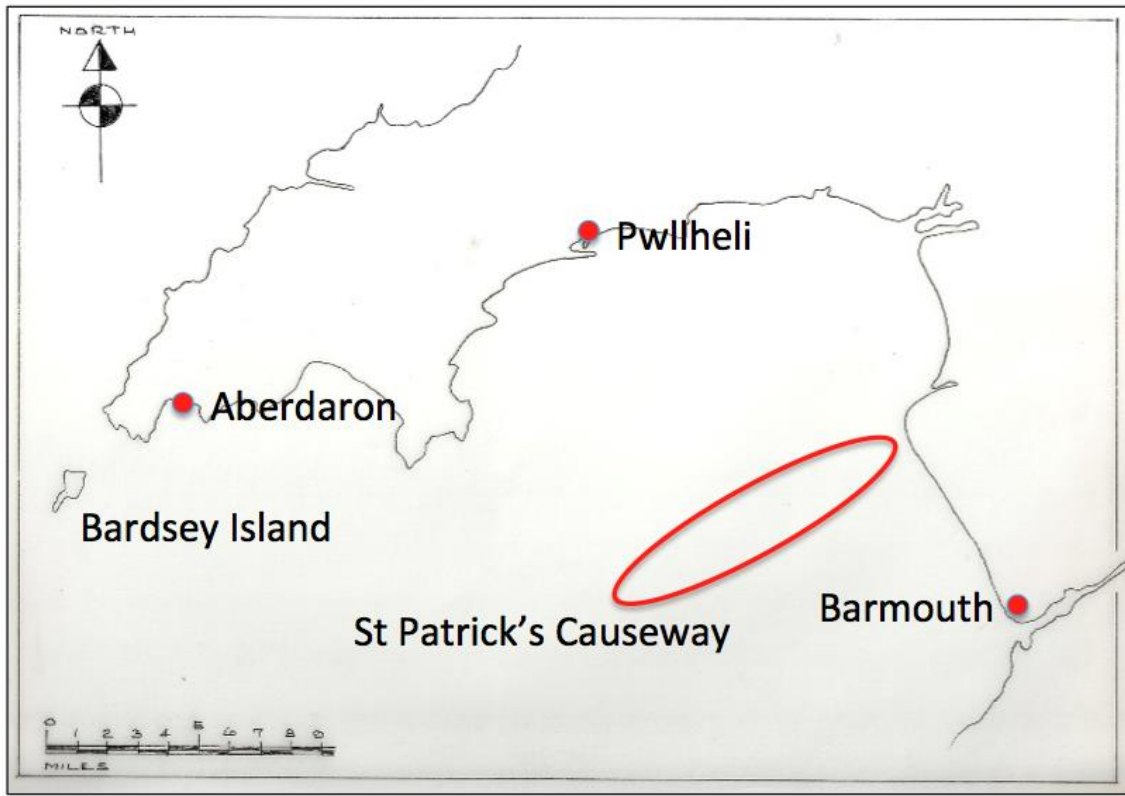 NORTH
Pwllheli
Aberdaron
Bardsey Island
St Patrick's Causeway
Barmouth
0 1 2 3 4 5 6 7 8 9
MILES